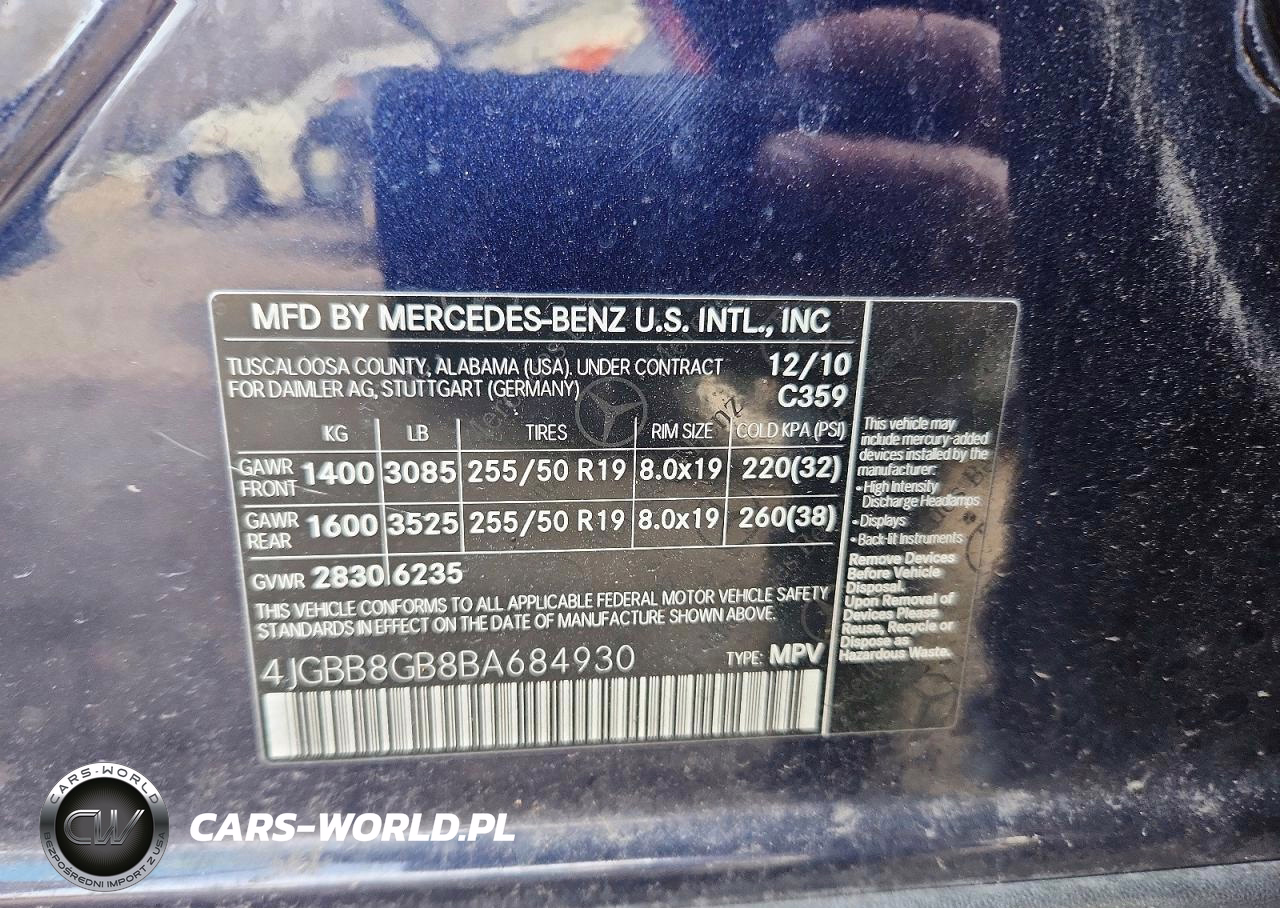 MFD BY MERCEDES-BENZ U.S. INTL., INC
TUSCALOOSA COUNTY, ALABAMA (USA). UNDER CONTRACT 12/10
FOR DAIMLER AG, STUTTGART (GERMANY) C359
KG LB TIRES RIM SIZE COLD KPA (PSI)
GAWR FRONT 1400 3085 255/50 R19 8.0x19 220(32)
GAWR REAR 1600 3525 255/50 R19 8.0x19 260(38)
GVWR 2830 6235
THIS VEHICLE CONFORMS TO ALL APPLICABLE FEDERAL MOTOR VEHICLE SAFETY
STANDARDS IN EFFECT ON THE DATE OF MANUFACTURE SHOWN ABOVE.
4JGBB8GB8BA684930 TYPE: MPV
This vehicle may
include mercury-added
devices installed by the
manufacturer:
• High Intensity
Discharge Headlamps
• Displays
• Back-lit Instruments
Remove Devices
Before Vehicle
Disposal.
Upon Removal of
Devices Please
Reuse, Recycle or
Dispose as
Hazardous Waste.
CARS-WORLD
CW
BEZPOŚREDNI IMPORT Z USA
CARS-WORLD.PL